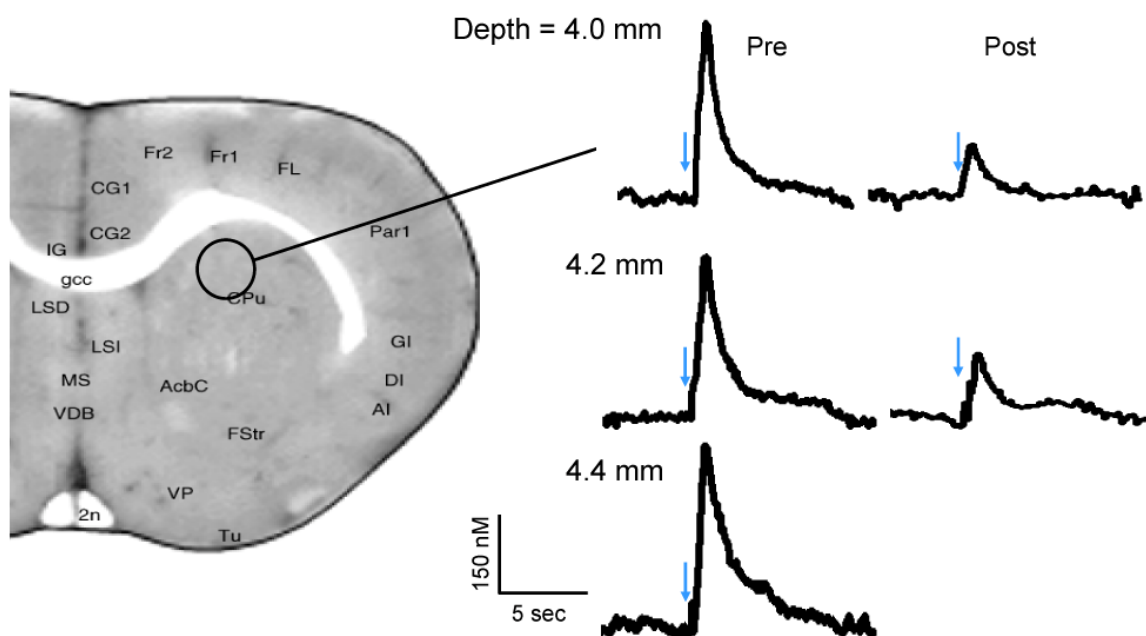 Depth = 4.0 mm
Pre
Post
Fr2
Fr1
FL
CG1
CG2
Par1
IG
gcc
CPu
LSD
LSI
GI
MS
AcbC
DI
VDB
AI
FStr
VP
2n
Tu
4.2 mm
4.4 mm
150 nM
5 sec